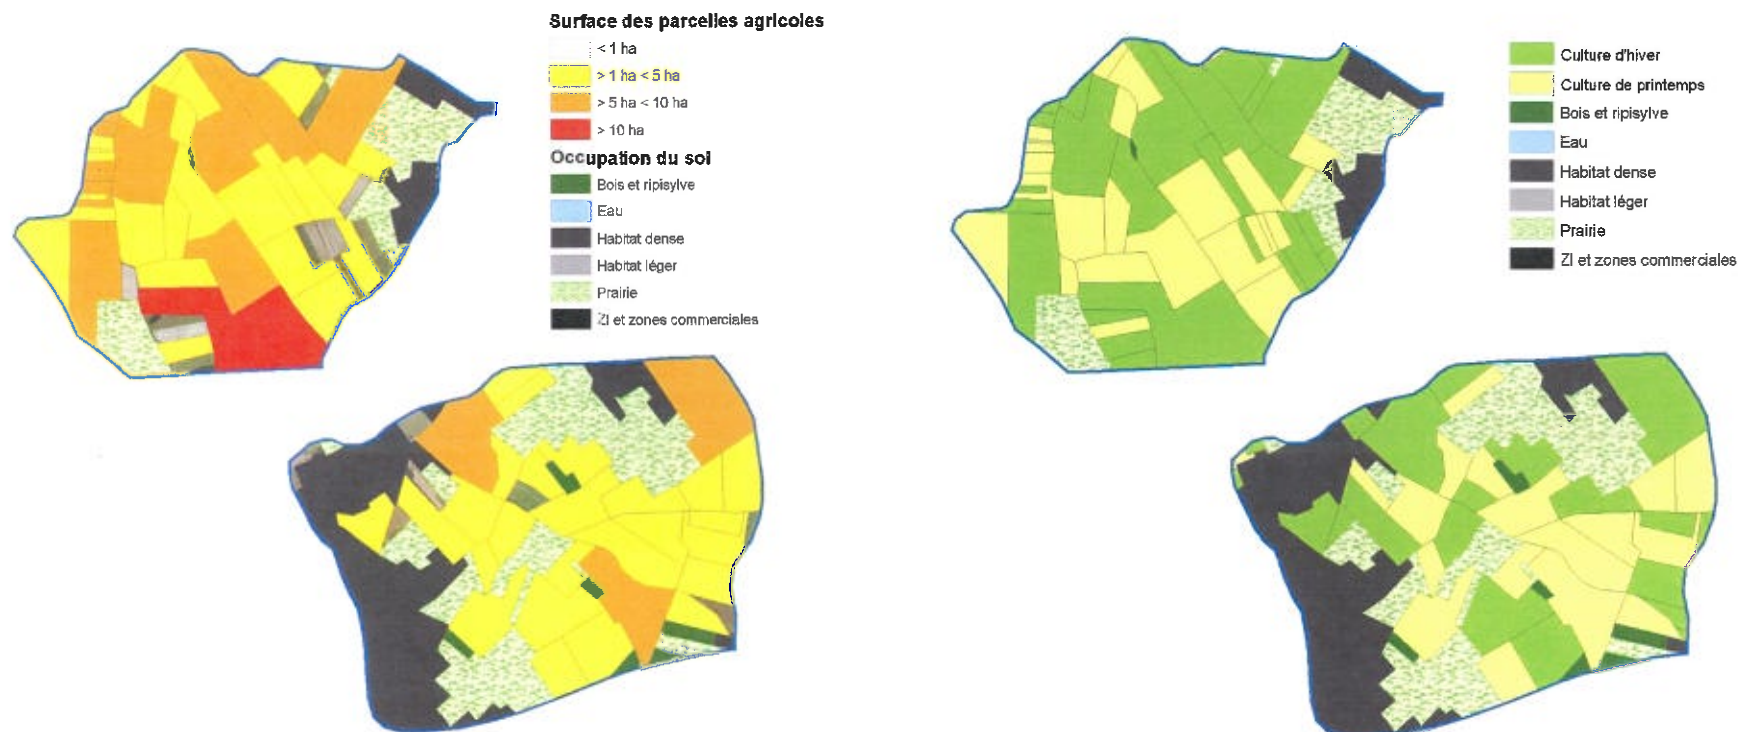 Surface des parcelles agricoles
< 1 ha
> 1 ha < 5 ha
> 5 ha < 10 ha
> 10 ha
Occupation du sol
Bois et ripisylve
Eau
Habitat dense
Habitat léger
Prairie
ZI et zones commerciales
Culture d'hiver
Culture de printemps
Bois et ripisylve
Eau
Habitat dense
Habitat léger
Prairie
ZI et zones commerciales